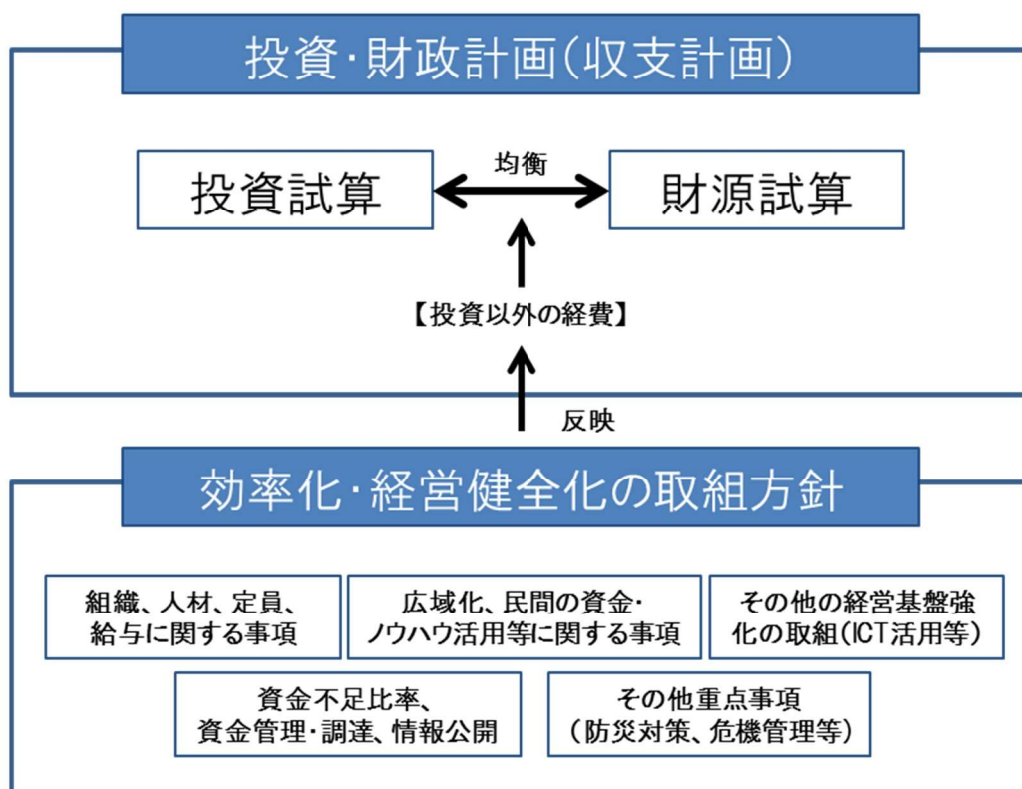 投資･財政計画(収支計画)
均衡
投資試算
財源試算
【投資以外の経費】
反映
効率化･経営健全化の取組方針
組織、人材、定員、
給与に関する事項
広域化、民間の資金･
ノウハウ活用等に関する事項
その他の経営基盤強
化の取組(ICT活用等)
資金不足比率、
資金管理･調達、情報公開
その他重点事項
(防災対策、危機管理等)